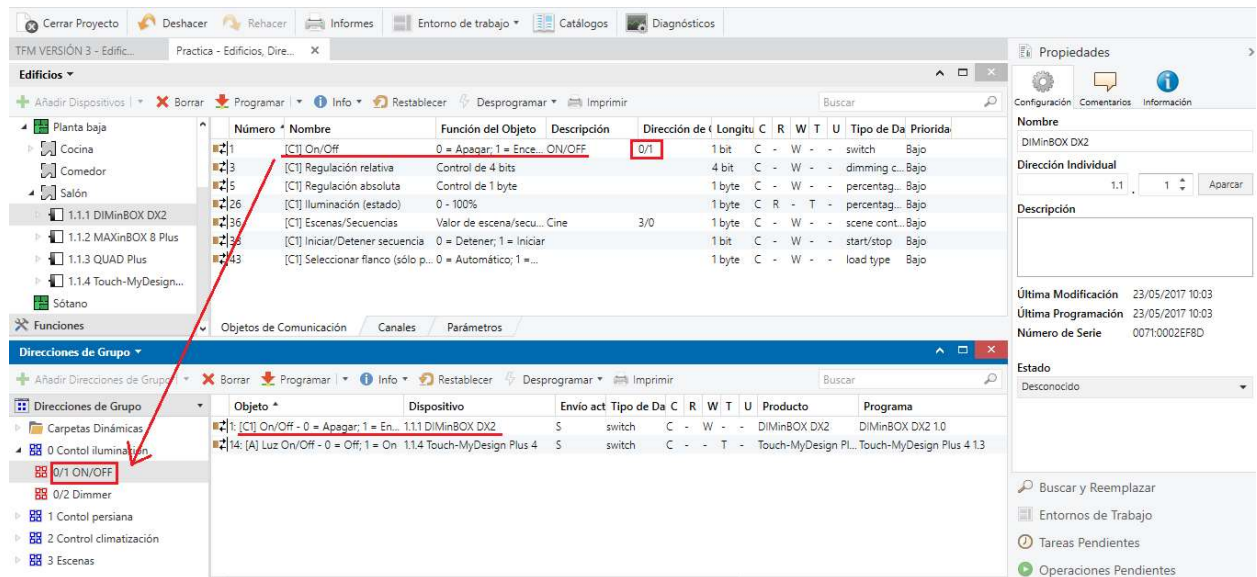 Cerrar Proyecto Deshacer Rehacer Informes Entorno de trabajo Catálogos Diagnósticos
TFM VERSIÓN 3 - Edific... Practica - Edificios, Dire... X
Edificios
Añadir Dispositivos Borrar Programar Info Restablecer Desprogramar Imprimir Buscar
Planta baja
Cocina
Comedor
Salón
1.1.1 DIMinBOX DX2
1.1.2 MAXinBOX 8 Plus
1.1.3 QUAD Plus
1.1.4 Touch-MyDesign...
Sótano
Funciones
Número Nombre Función del Objeto Descripción Dirección de Longitu C R W T U Tipo de Da Priorida
1 [C1] On/Off 0 = Apagar; 1 = Ence... ON/OFF 0/1 1 bit C - W - - switch Bajo
3 [C1] Regulación relativa Control de 4 bits 4 bit C - W - - dimming c... Bajo
5 [C1] Regulación absoluta Control de 1 byte 1 byte C - W - - percentag... Bajo
26 [C1] Iluminación (estado) 0 - 100% 1 byte C R - T - percentag... Bajo
36 [C1] Escenas/Secuencias Valor de escena/secu... Cine 3/0 1 byte C - W - - scene cont... Bajo
38 [C1] Iniciar/Detener secuencia 0 = Detener; 1 = Iniciar 1 bit C - W - - start/stop Bajo
43 [C1] Seleccionar flanco (sólo p... 0 = Automático; 1 =... 1 byte C - W - - load type Bajo
Objetos de Comunicación Canales Parámetros
Direcciones de Grupo
Añadir Direcciones de Grupo Borrar Programar Info Restablecer Desprogramar Imprimir Buscar
Direcciones de Grupo
Carpetas Dinámicas
0 Contol iluminación
0/1 ON/OFF
0/2 Dimmer
1 Contol persiana
2 Control climatización
3 Escenas
Objeto Dispositivo Envío act Tipo de Da C R W T U Producto Programa
1: [C1] On/Off - 0 = Apagar; 1 = En... 1.1.1 DIMinBOX DX2 S switch C - W - - DIMinBOX DX2 DIMinBOX DX2 1.0
14: [A] Luz On/Off - 0 = Off; 1 = On 1.1.4 Touch-MyDesign Plus 4 S switch C - - T - Touch-MyDesign Pl... Touch-MyDesign Plus 4 1.3
Propiedades
Configuración Comentarios Información
Nombre
DIMinBOX DX2
Dirección Individual
1.1 . 1 Aparcar
Descripción
Última Modificación 23/05/2017 10:03
Última Programación 23/05/2017 10:03
Número de Serie 0071:0002EF8D
Estado
Desconocido
Buscar y Reemplazar
Entornos de Trabajo
Tareas Pendientes
Operaciones Pendientes